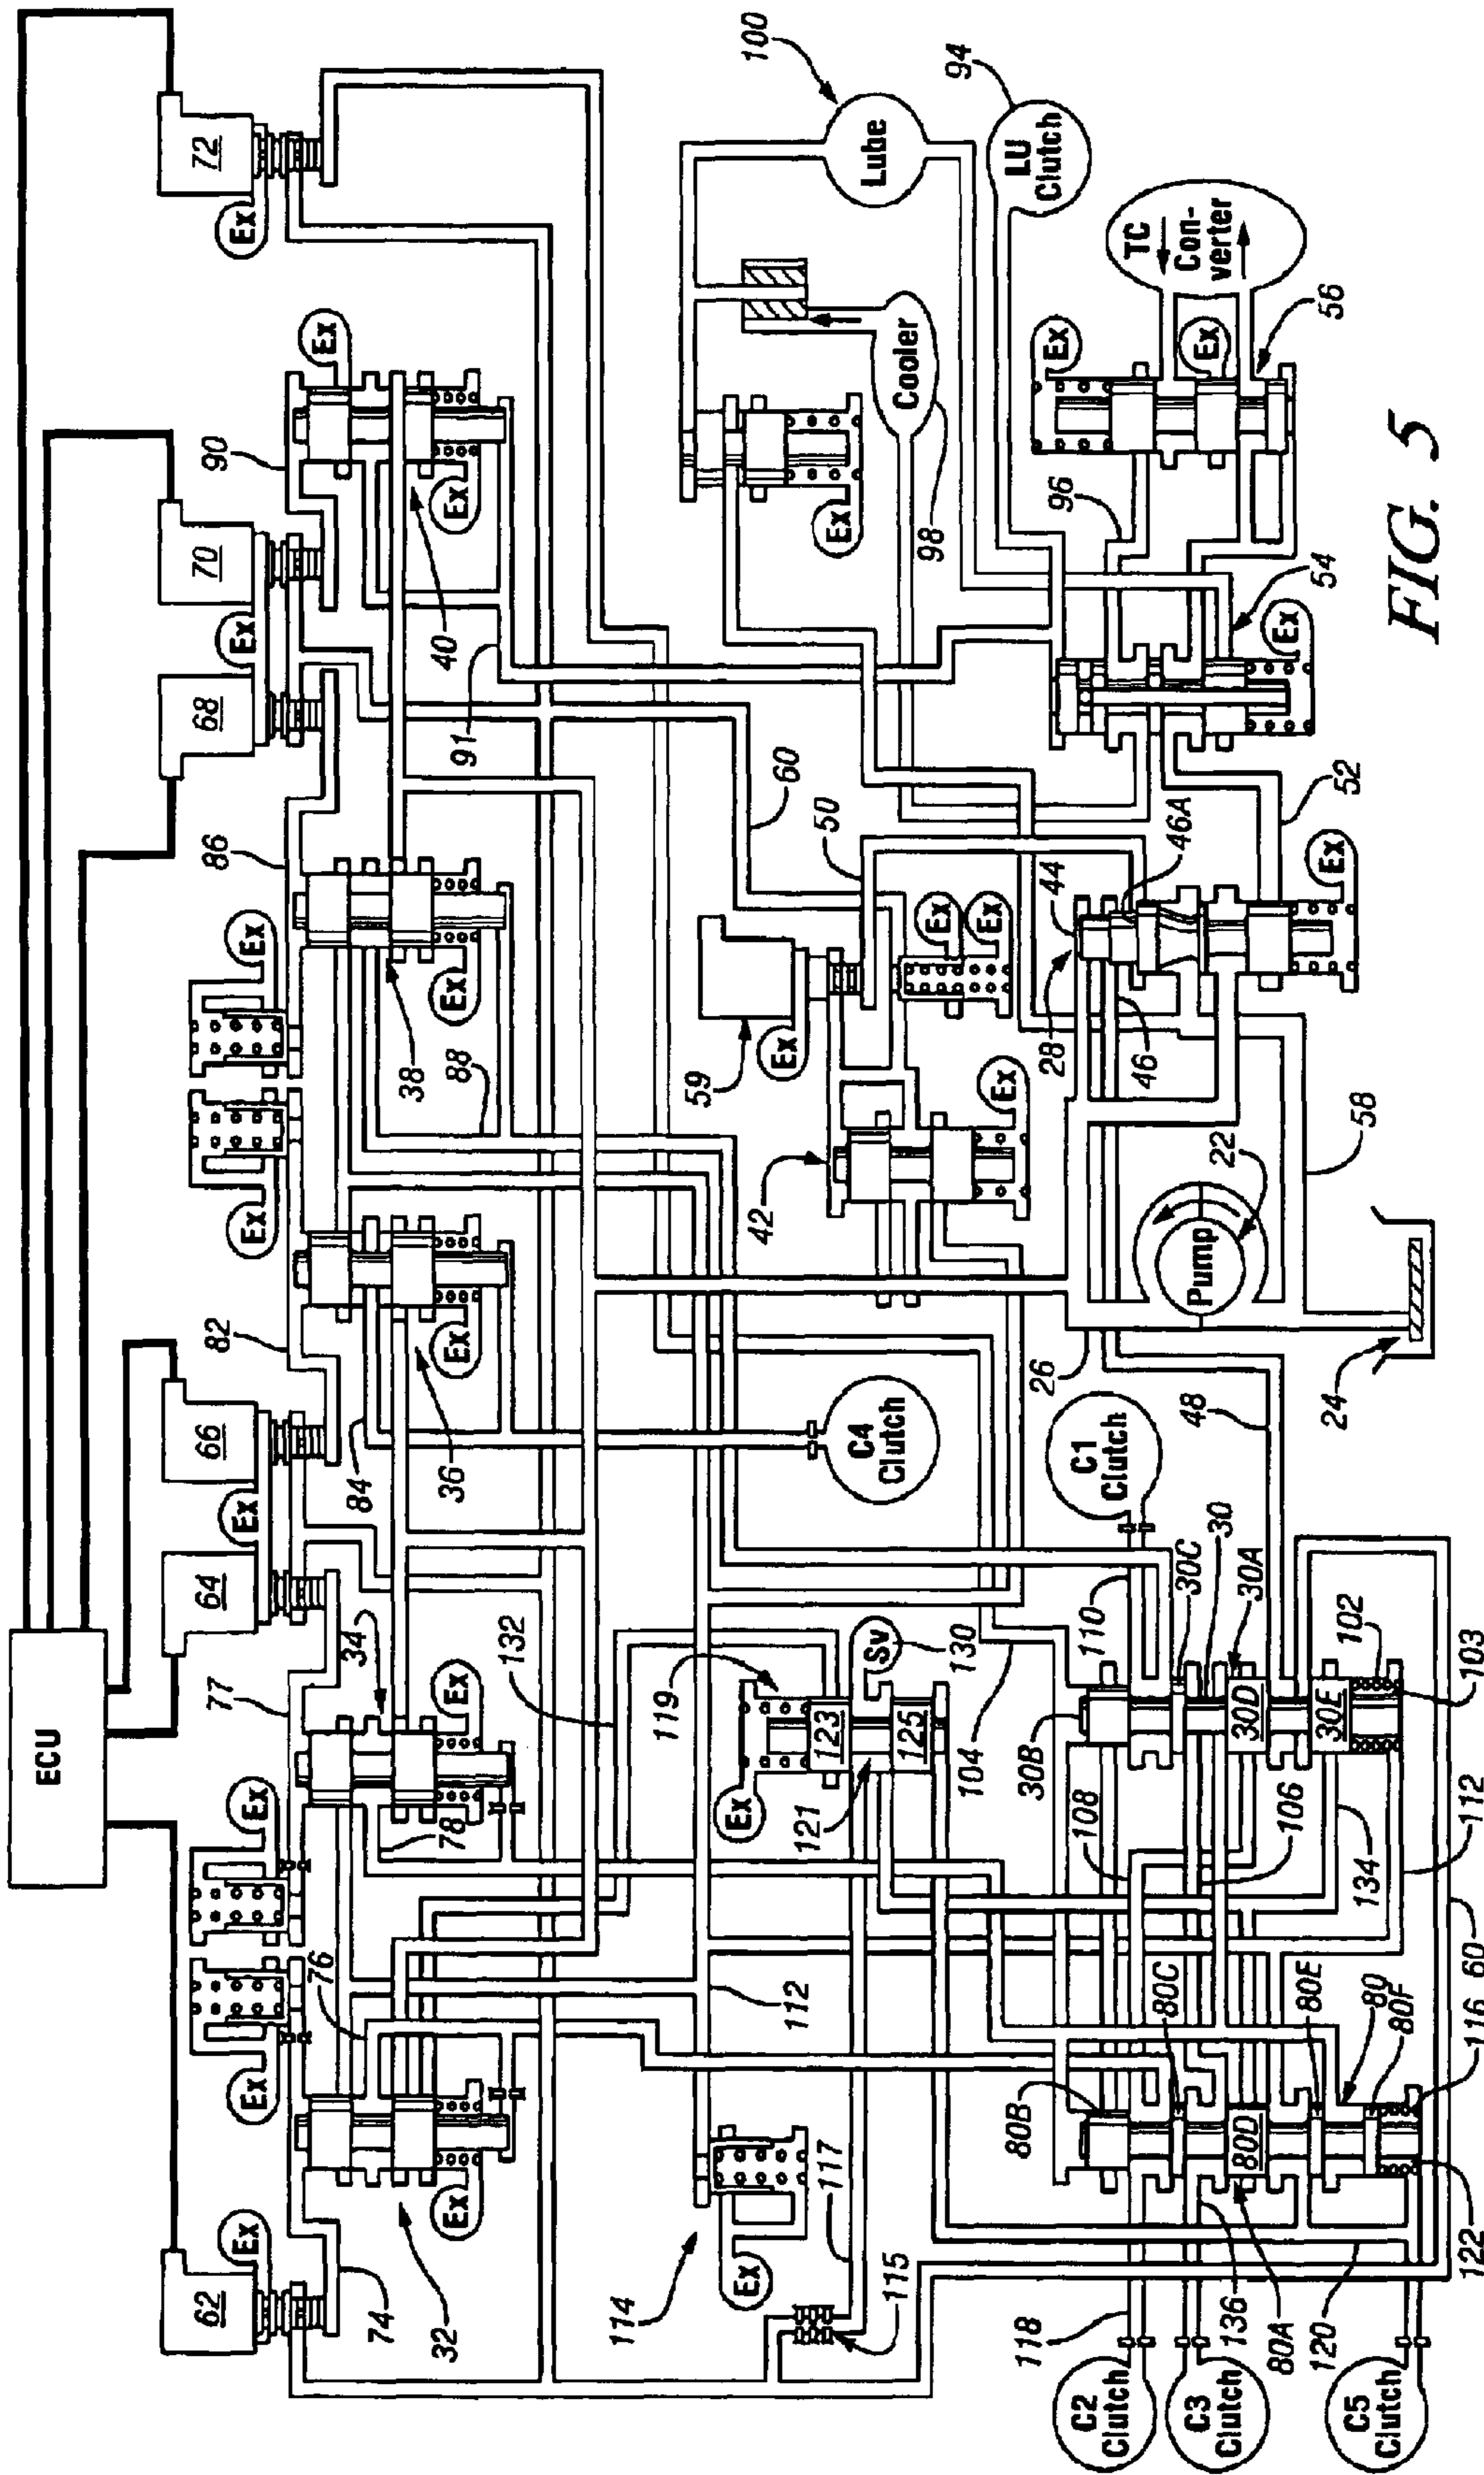 ECU
72
Ex
70
68
Ex
66
64
Ex
62
Ex
90
Ex
Ex
40
91
86
Ex
Ex
38
88
Ex
82
Ex
36
84
77
34
Ex
132
78
Ex
76
Ex
Ex
32
74
100
Lube
LU
Clutch
94
TC
Con-
verter
56
Ex
Ex
Cooler
98
Ex
96
54
Ex
52
60
50
46A
44
28
46
Ex
59
Ex
Ex
Ex
42
Ex
58
Pump
22
24
26
48
C4
Clutch
C1
Clutch
110
30C
30
30A
102
103
30B
30D
30E
104
119
Ex
123
125
121
Sv
130
108
106
134
112
60
112
114
Ex
117
115
80B
80C
80D
80E
80
80F
116
122
118
136
80A
120
C2
Clutch
C3
Clutch
C5
Clutch
FIG. 5